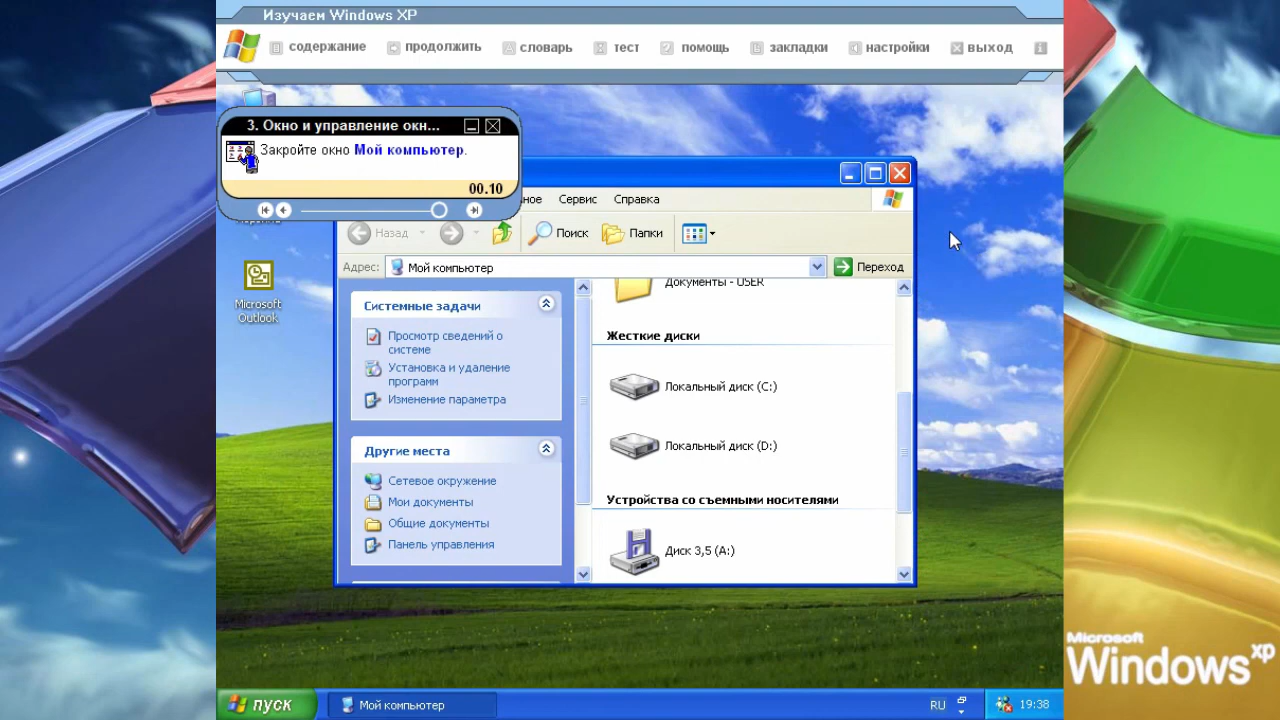 Изучаем Windows XP
содержание
продолжить
словарь
тест
помощь
закладки
настройки
выход
3. Окно и управление окн...
Закройте окно Мой компьютер.
00.10
Сервис
Справка
Назад
Поиск
Папки
Адрес:
Мой компьютер
Переход
Microsoft
Outlook
Системные задачи
Просмотр сведений о
системе
Установка и удаление
программ
Изменение параметра
Другие места
Сетевое окружение
Мои документы
Общие документы
Панель управления
Документы - USER
Жесткие диски
Локальный диск (C:)
Локальный диск (D:)
Устройства со съемными носителями
Диск 3,5 (A:)
Microsoft
Windows xp
пуск
Мой компьютер
RU
19:38